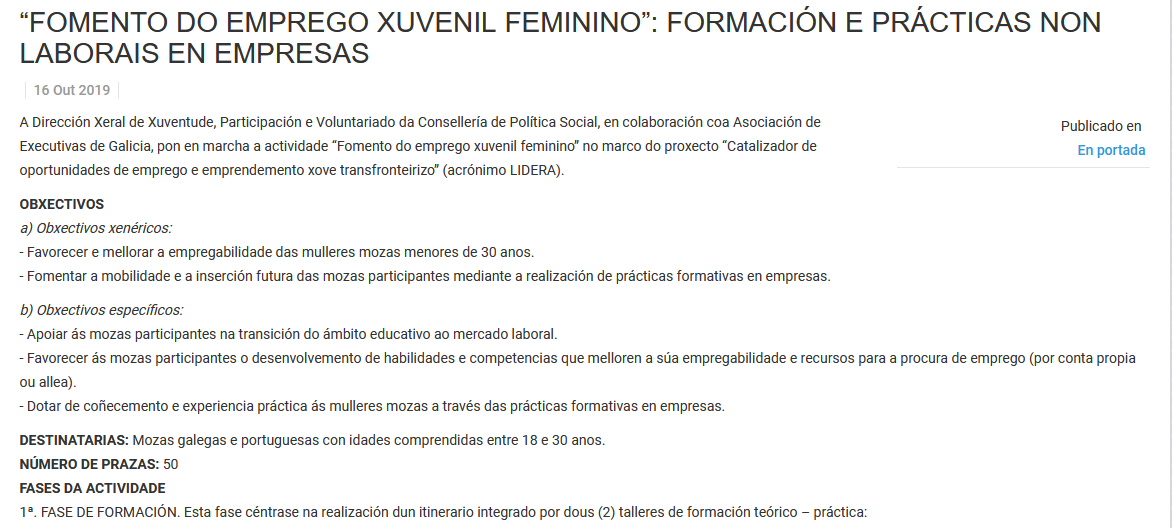 “FOMENTO DO EMPREGO XUVENIL FEMININO”: FORMACIÓN E PRÁCTICAS NON
LABORAIS EN EMPRESAS
16 Out 2019
A Dirección Xeral de Xuventude, Participación e Voluntariado da Consellería de Política Social, en colaboración coa Asociación de
Executivas de Galicia, pon en marcha a actividade “Fomento do emprego xuvenil feminino” no marco do proxecto “Catalizador de
oportunidades de emprego e emprendemento xove transfronteirizo” (acrónimo LIDERA).
Publicado en
En portada
OBXECTIVOS
a) Obxectivos xenéricos:
- Favorecer e mellorar a empregabilidade das mulleres mozas menores de 30 anos.
- Fomentar a mobilidade e a inserción futura das mozas participantes mediante a realización de prácticas formativas en empresas.
b) Obxectivos específicos:
- Apoiar ás mozas participantes na transición do ámbito educativo ao mercado laboral.
- Favorecer ás mozas participantes o desenvolvemento de habilidades e competencias que melloren a súa empregabilidade e recursos para a procura de emprego (por conta propia
ou allea).
- Dotar de coñecemento e experiencia práctica ás mulleres mozas a través das prácticas formativas en empresas.
DESTINATARIAS: Mozas galegas e portuguesas con idades comprendidas entre 18 e 30 anos.
NÚMERO DE PRAZAS: 50
FASES DA ACTIVIDADE
1ª. FASE DE FORMACIÓN. Esta fase céntrase na realización dun itinerario integrado por dous (2) talleres de formación teórico – práctica: